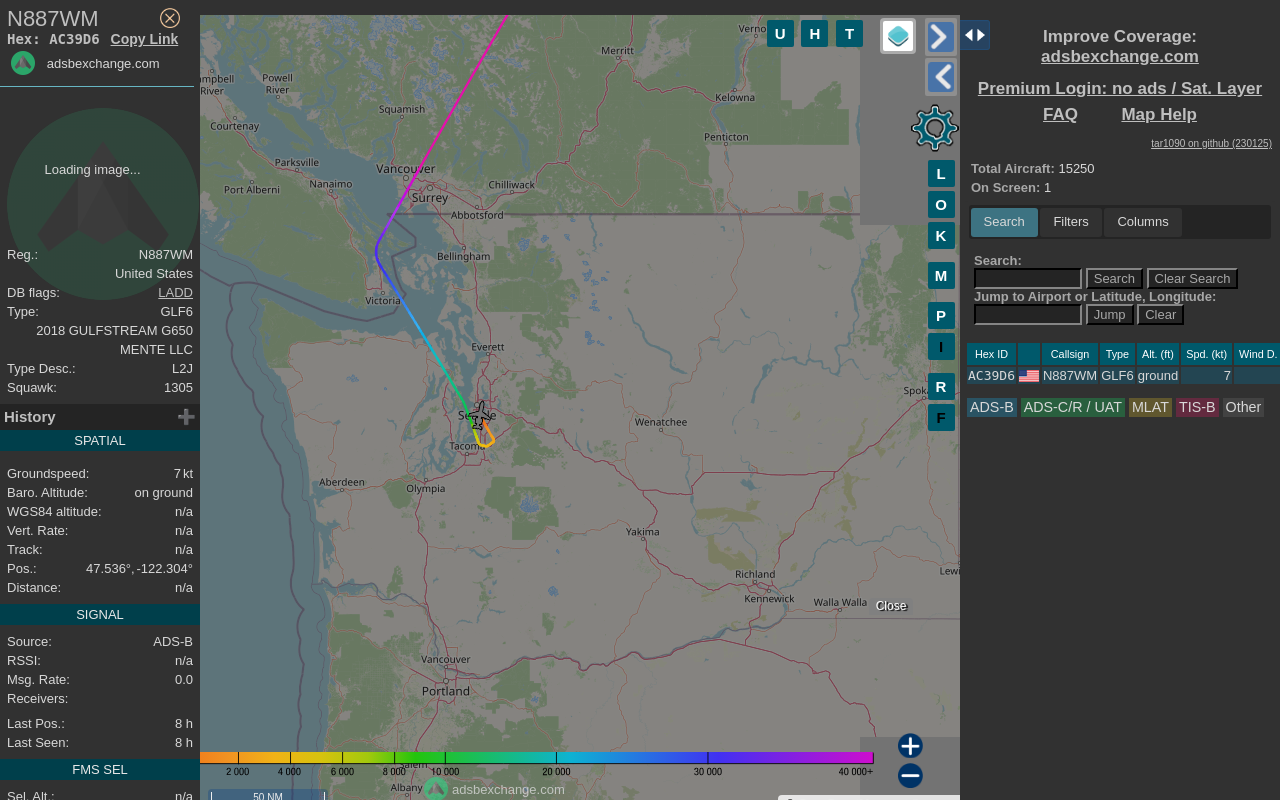 N887WM
Hex: AC39D6 Copy Link
adsbexchange.com
Loading image...
Reg.: N887WM
United States
DB flags: LADD
Type: GLF6
2018 GULFSTREAM G650
MENTE LLC
Type Desc.: L2J
Squawk: 1305
History
SPATIAL
Groundspeed: 7 kt
Baro. Altitude: on ground
WGS84 altitude: n/a
Vert. Rate: n/a
Track: n/a
Pos.: 47.536°, -122.304°
Distance: n/a
SIGNAL
Source: ADS-B
RSSI: n/a
Msg. Rate: 0.0
Receivers:
Last Pos.: 8 h
Last Seen: 8 h
FMS SEL
Sel. Alt.: n/a
U H T
Merritt
Kelowna
Powell
River
River
Squamish
Courtenay
Penticton
Parksville
Vancouver
Port Alberni
Nanaimo
Chilliwack
Surrey
Abbotsford
Bellingham
Victoria
Everett
Wenatchee
Tacoma
Aberdeen
Olympia
Yakima
Richland
Kennewick
Walla Walla
Close
Vancouver
Portland
Albany
L
O
K
M
P
I
R
F
2 000 4 000 6 000 8 000 10 000 20 000 30 000 40 000+
adsbexchange.com
50 NM
Improve Coverage:
adsbexchange.com
Premium Login: no ads / Sat. Layer
FAQ Map Help
tar1090 on github (230125)
Total Aircraft: 15250
On Screen: 1
Search Filters Columns
Search:
Search Clear Search
Jump to Airport or Latitude, Longitude:
Jump Clear
Hex ID Callsign Type Alt. (ft) Spd. (kt) Wind D.
AC39D6 N887WM GLF6 ground 7
ADS-B ADS-C/R / UAT MLAT TIS-B Other